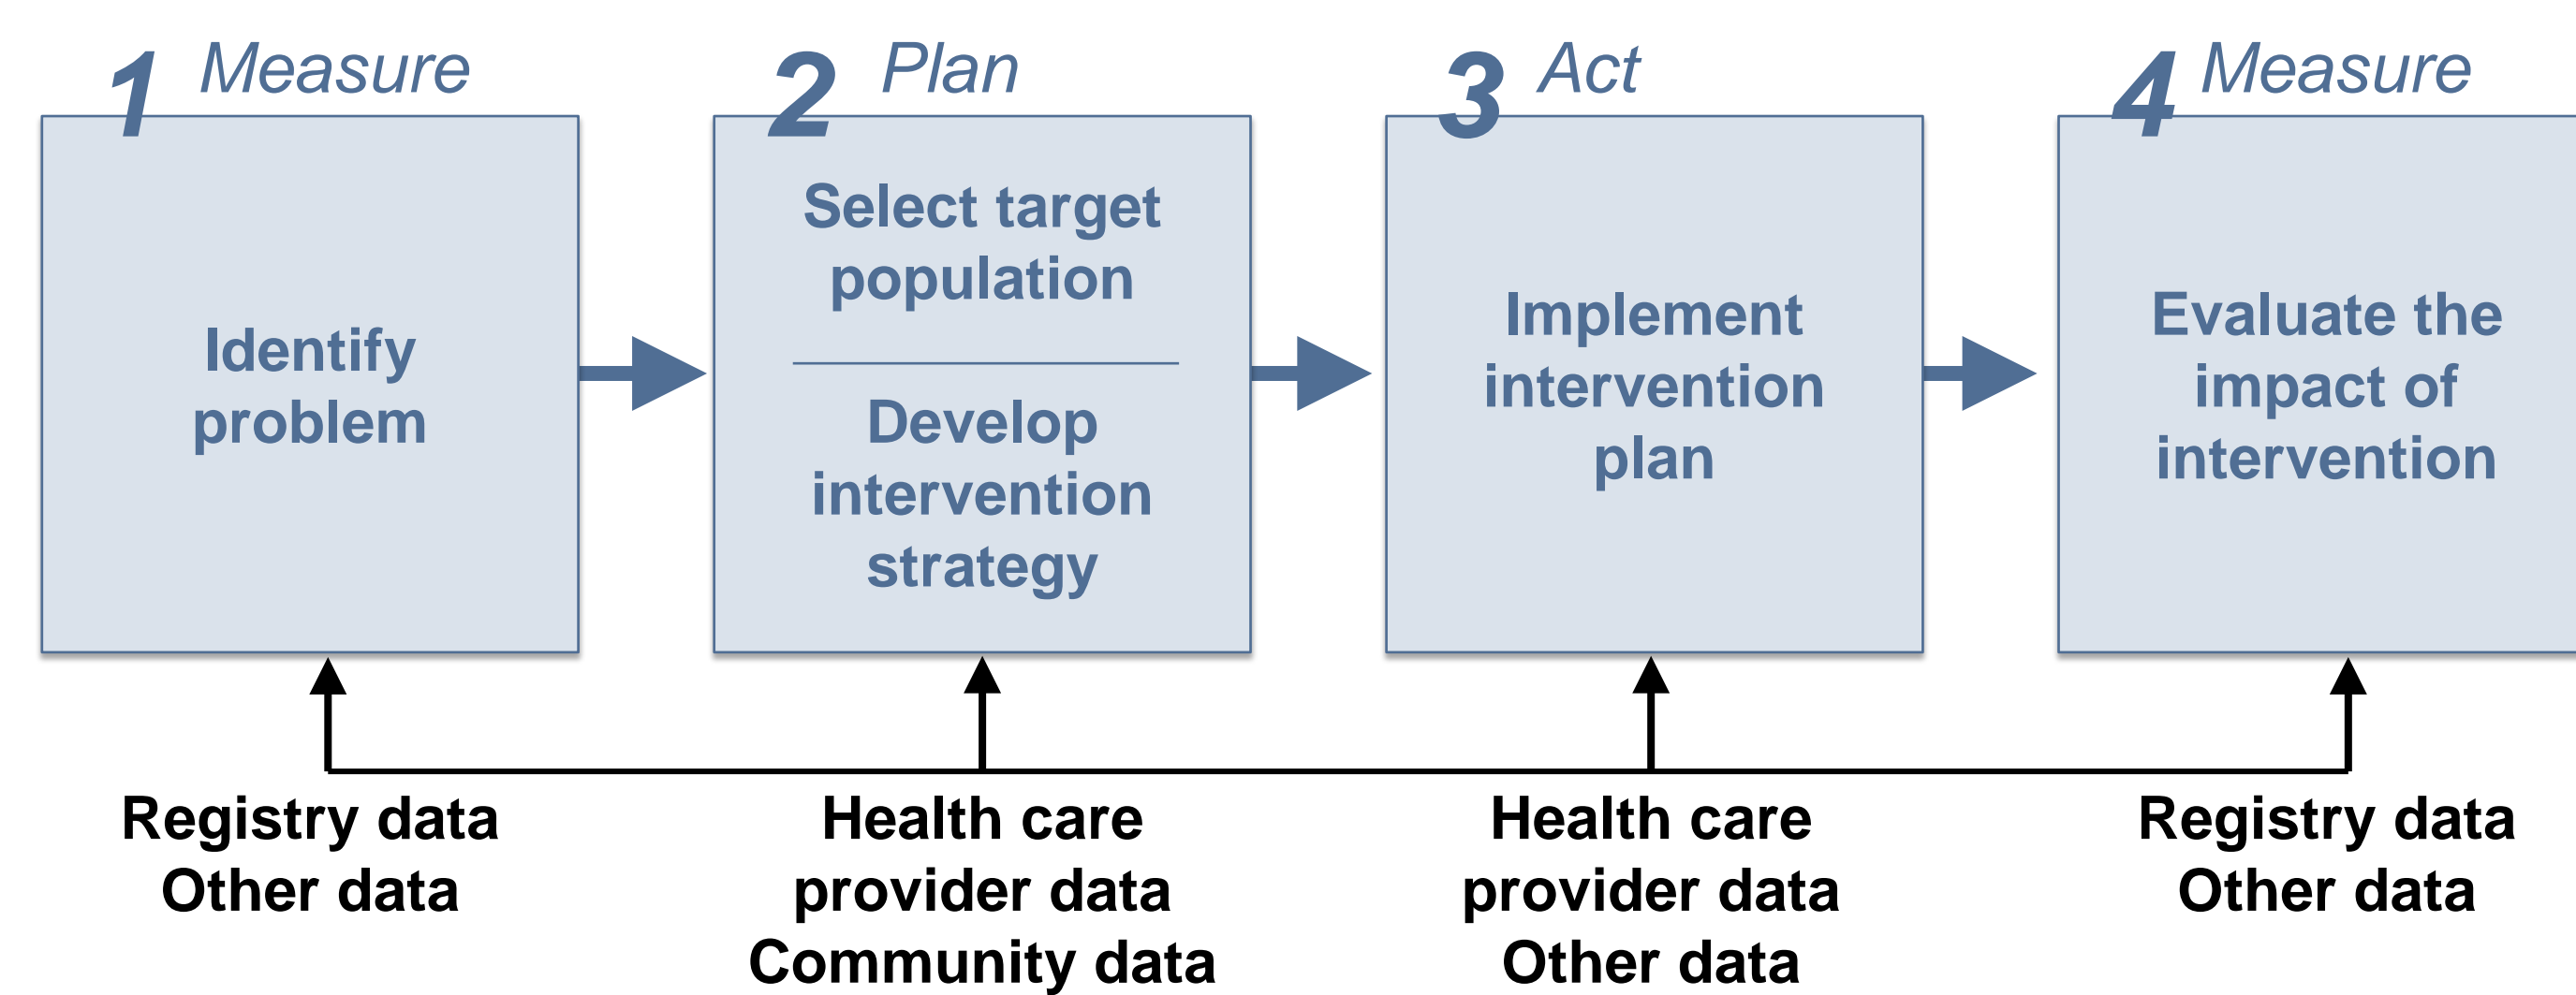 1 Measure
Identify
problem
2 Plan
Select target
population
Develop
intervention
strategy
3 Act
Implement
intervention
plan
4 Measure
Evaluate the
impact of
intervention
Registry data
Other data
Health care
provider data
Community data
Health care
provider data
Other data
Registry data
Other data